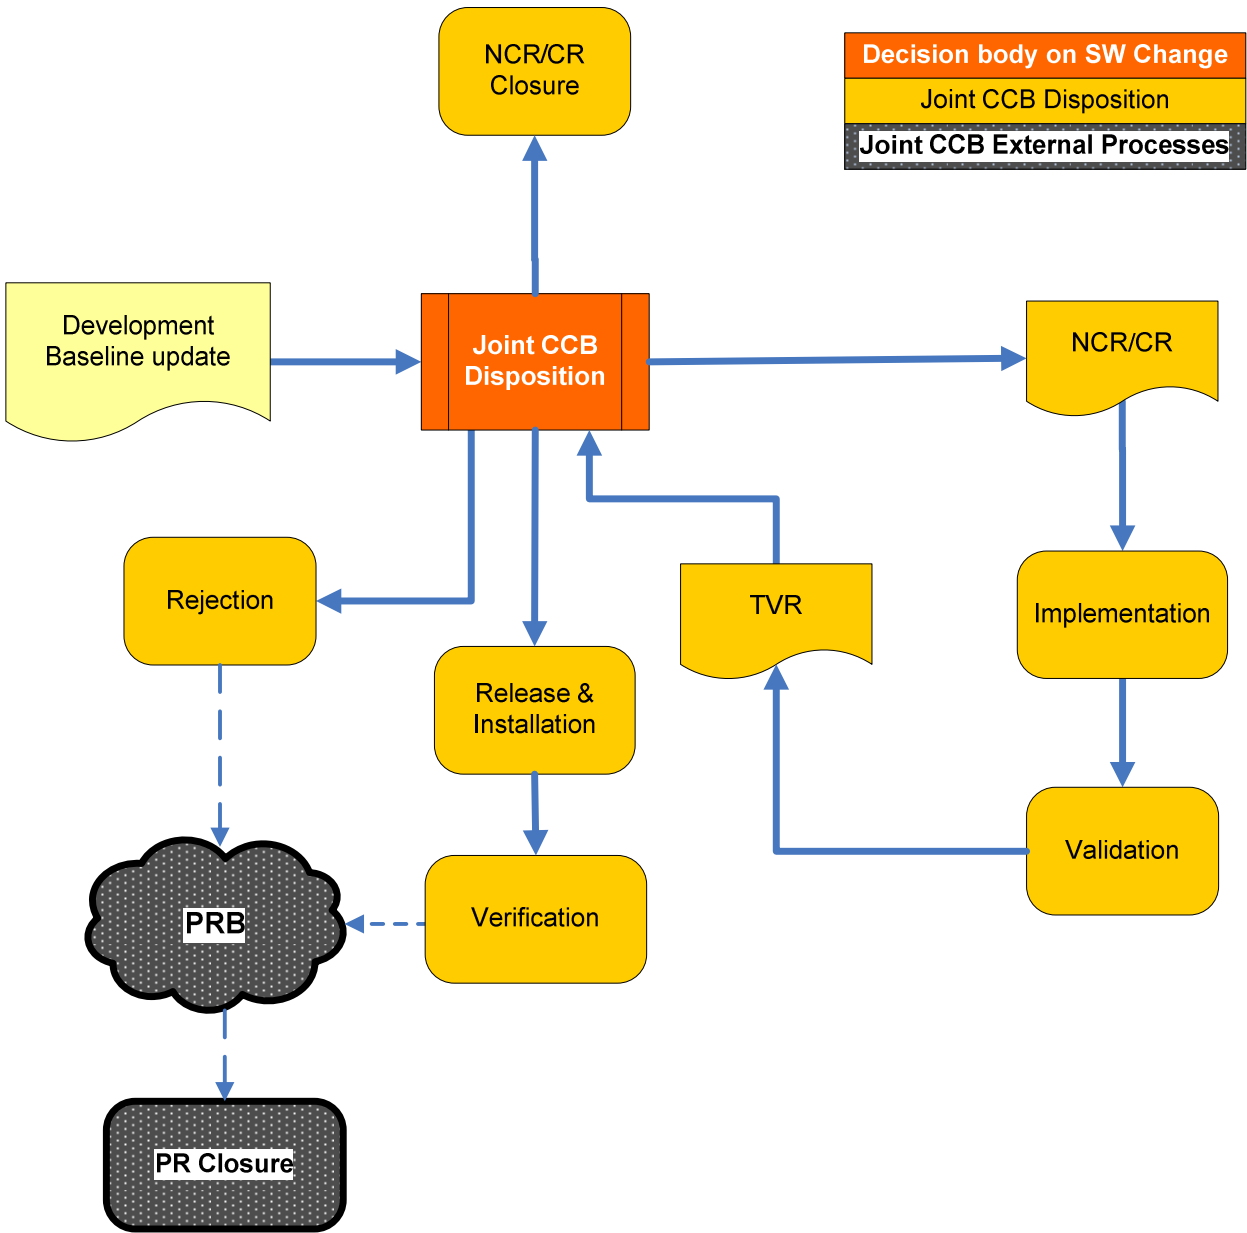 NCR/CR
Closure
Decision body on SW Change
Joint CCB Disposition
Joint CCB External Processes
Development
Baseline update
Joint CCB
Disposition
NCR/CR
Rejection
TVR
Implementation
Release &
Installation
Validation
PRB
Verification
PR Closure